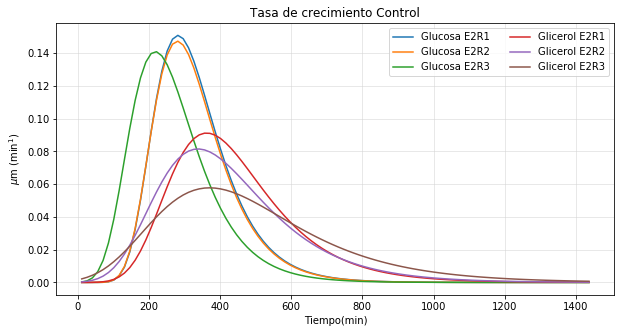 Tasa de crecimiento Control
Glucosa E2R1
Glucosa E2R2
Glucosa E2R3
Glicerol E2R1
Glicerol E2R2
Glicerol E2R3
μm (min¹)
0.14
0.12
0.10
0.08
0.06
0.04
0.02
0.00
0 200 400 600 800 1000 1200 1400
Tiempo(min)